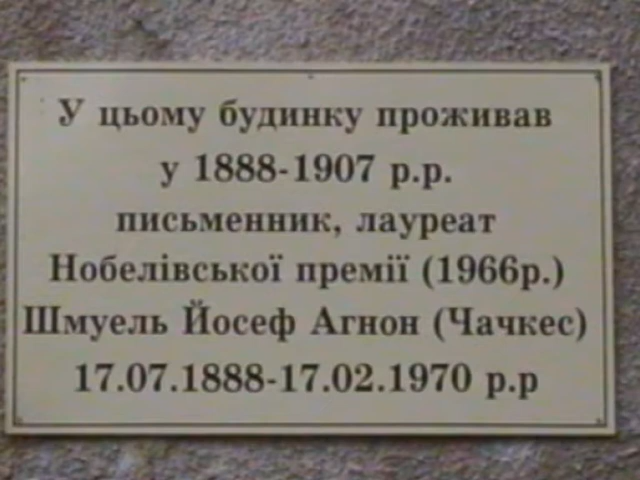 У цьому будинку проживав
у 1888-1907 р.р.
письменник, лауреат
Нобелівської премії (1966р.)
Шмуель Йосеф Агнон (Чачкес)
17.07.1888-17.02.1970 р.р